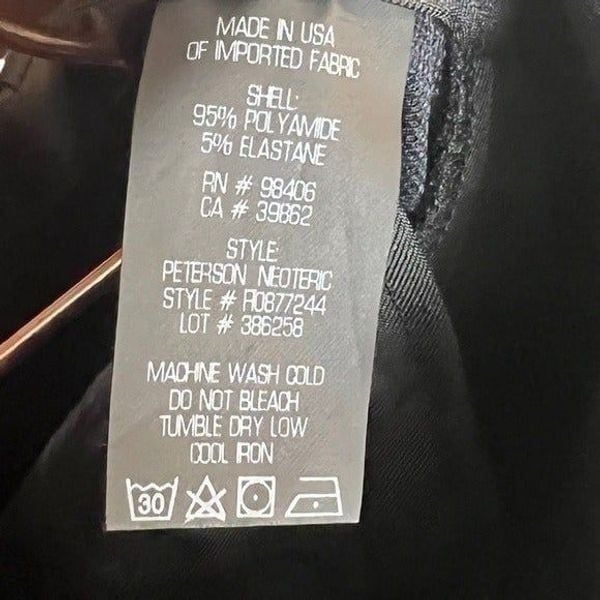 MADE IN USA
OF IMPORTED FABRIC
SHELL:
95% POLYAMIDE
5% ELASTANE
RN # 98406
CA # 39862
STYLE:
PETERSON NEOTERIC
STYLE # R0877244
LOT # 386258
MACHINE WASH COLD
DO NOT BLEACH
TUMBLE DRY LOW
COOL IRON
30